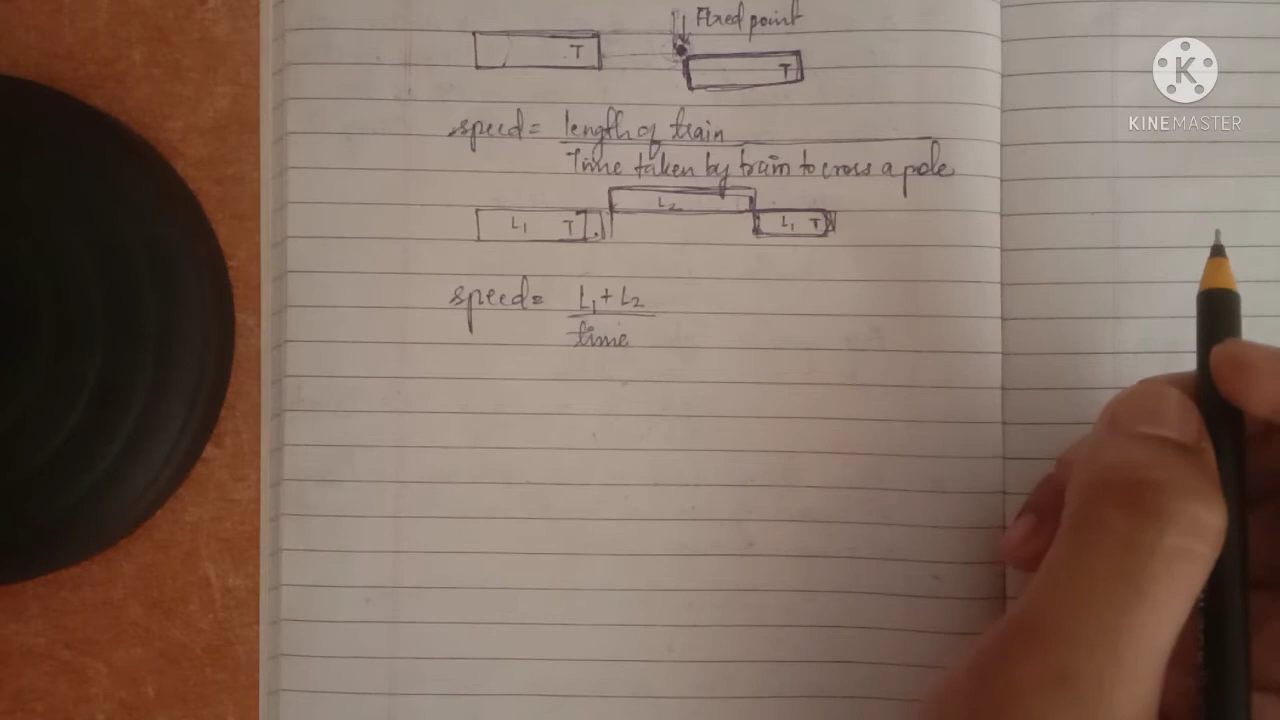 Fixed point
T
T
speed = length of train
Time taken by train to cross a pole
L2
L1 T
L1 T
speed = L1 + L2
time
K
KINEMASTER